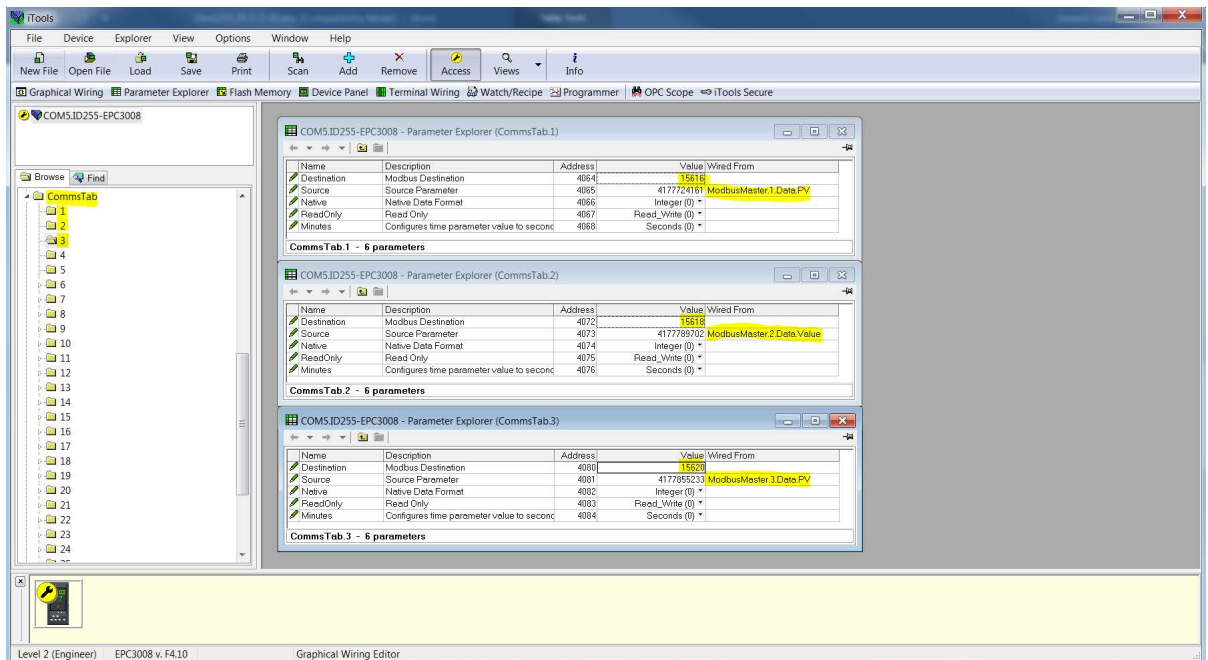 iTools
File Device Explorer View Options Window Help
New File Open File Load Save Print Scan Add Remove Access Views Info
Graphical Wiring Parameter Explorer Flash Memory Device Panel Terminal Wiring Watch/Recipe Programmer OPC Scope iTools Secure
COM5.ID255-EPC3008
Browse Find
CommsTab
1
2
3
4
5
6
7
8
9
10
11
12
13
14
15
16
17
18
19
20
21
22
23
24
COM5.ID255-EPC3008 - Parameter Explorer (CommsTab.1)
Name Description Address Value Wired From
Destination Modbus Destination 4064 15616
Source Source Parameter 4065 4177724161 ModbusMaster.1.Data.PV
Native Native Data Format 4066 Integer (0)
ReadOnly Read Only 4067 Read_Write (0)
Minutes Configures time parameter value to second 4068 Seconds (0)
CommsTab.1 - 6 parameters
COM5.ID255-EPC3008 - Parameter Explorer (CommsTab.2)
Name Description Address Value Wired From
Destination Modbus Destination 4072 15618
Source Source Parameter 4073 4177789702 ModbusMaster.2.Data.Value
Native Native Data Format 4074 Integer (0)
ReadOnly Read Only 4075 Read_Write (0)
Minutes Configures time parameter value to second 4076 Seconds (0)
CommsTab.2 - 6 parameters
COM5.ID255-EPC3008 - Parameter Explorer (CommsTab.3)
Name Description Address Value Wired From
Destination Modbus Destination 4080 15620
Source Source Parameter 4081 4177855233 ModbusMaster.3.Data.PV
Native Native Data Format 4082 Integer (0)
ReadOnly Read Only 4083 Read_Write (0)
Minutes Configures time parameter value to second 4084 Seconds (0)
CommsTab.3 - 6 parameters
Level 2 (Engineer) EPC3008 v. F4.10 Graphical Wiring Editor